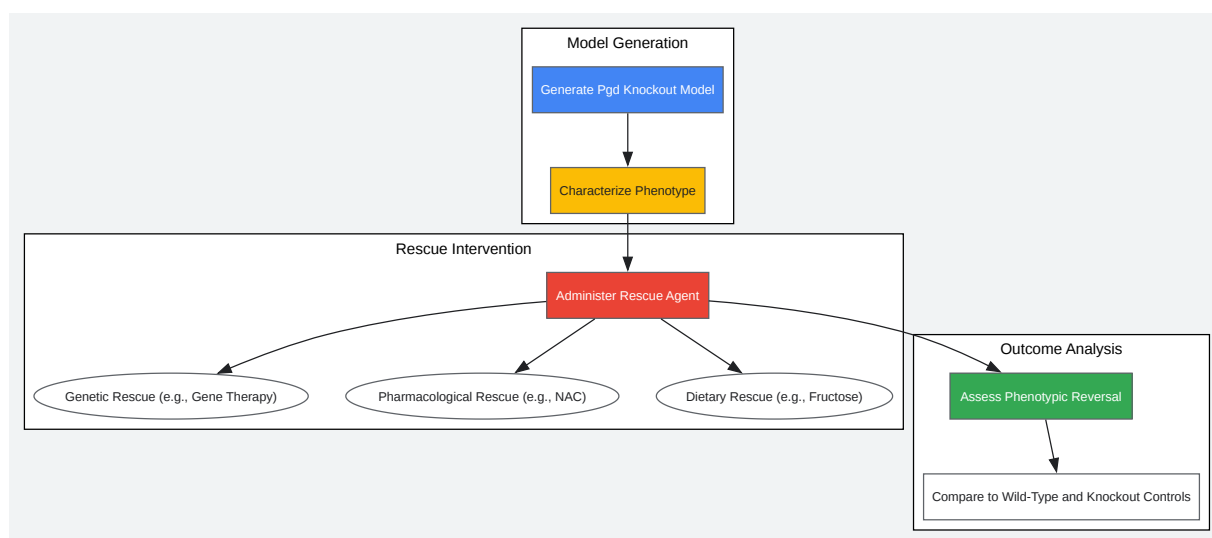 Model Generation
Generate Pgd Knockout Model
Characterize Phenotype
Rescue Intervention
Administer Rescue Agent
Genetic Rescue (e.g., Gene Therapy)
Pharmacological Rescue (e.g., NAC)
Dietary Rescue (e.g., Fructose)
Outcome Analysis
Assess Phenotypic Reversal
Compare to Wild-Type and Knockout Controls